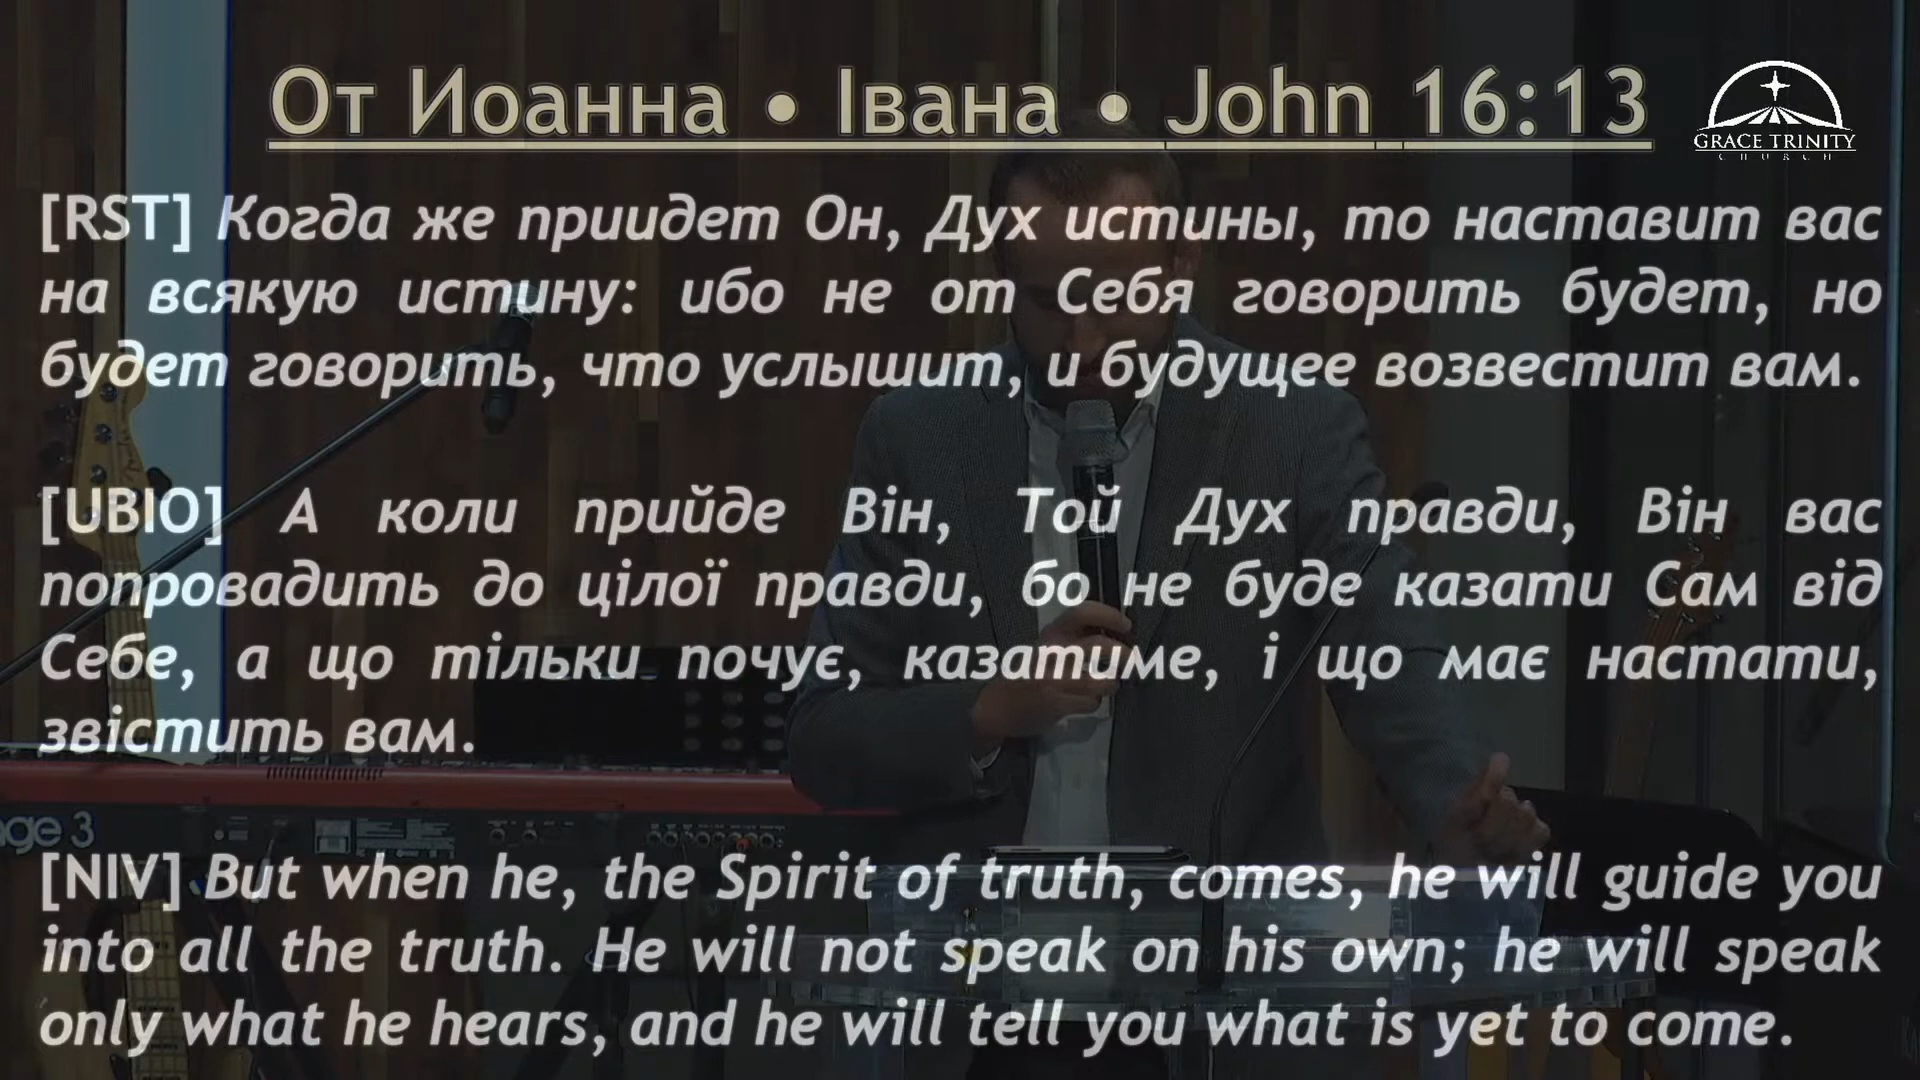 От Иоанна • Івана • John 16:13
GRACE TRINITY
CHURCH
[RST] Когда же приидет Он, Дух истины, то наставит вас
на всякую истину: ибо не от Себя говорить будет, но
будет говорить, что услышит, и будущее возвестит вам.
[UBIO] А коли прийде Він, Той Дух правди, Він вас
попровадить до цілої правди, бо не буде казати Сам від
Себе, а що тільки почує, казатиме, і що має настати,
звістить вам.
age 3
[NIV] But when he, the Spirit of truth, comes, he will guide you
into all the truth. He will not speak on his own; he will speak
only what he hears, and he will tell you what is yet to come.